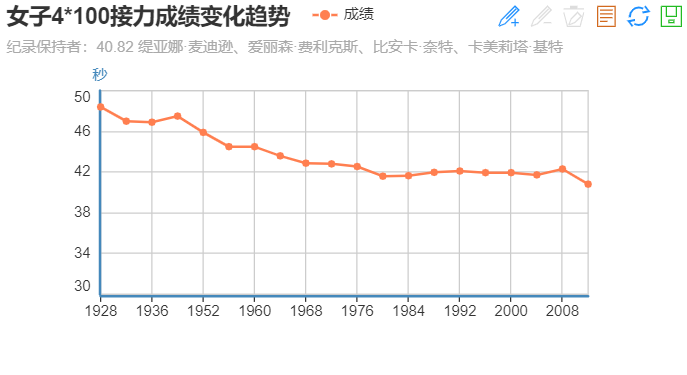 女子4*100接力成绩变化趋势
成绩
纪录保持者：40.82 缇亚娜·麦迪逊、爱丽森·费利克斯、比安卡·奈特、卡美莉塔·基特
秒
50
46
42
38
34
30
1928 1936 1952 1960 1968 1976 1984 1992 2000 2008